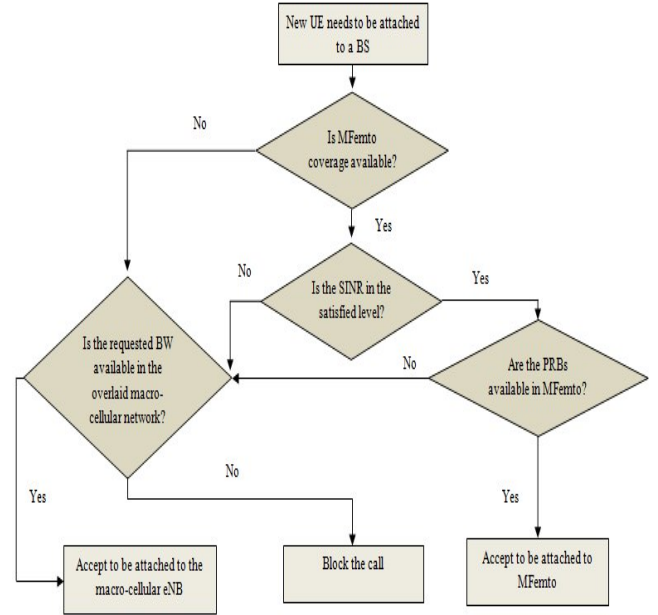 New UE needs to be attached
to a BS
No
Is MFemto
coverage available?
Yes
No
Is the SINR in the
satisfied level?
Yes
Is the requested BW
available in the
overlaid macro-
cellular network?
No
Are the PRBs
available in MFemto?
No
Yes
Yes
Accept to be attached to the
macro-cellular eNB
Block the call
Accept to be attached to
MFemto